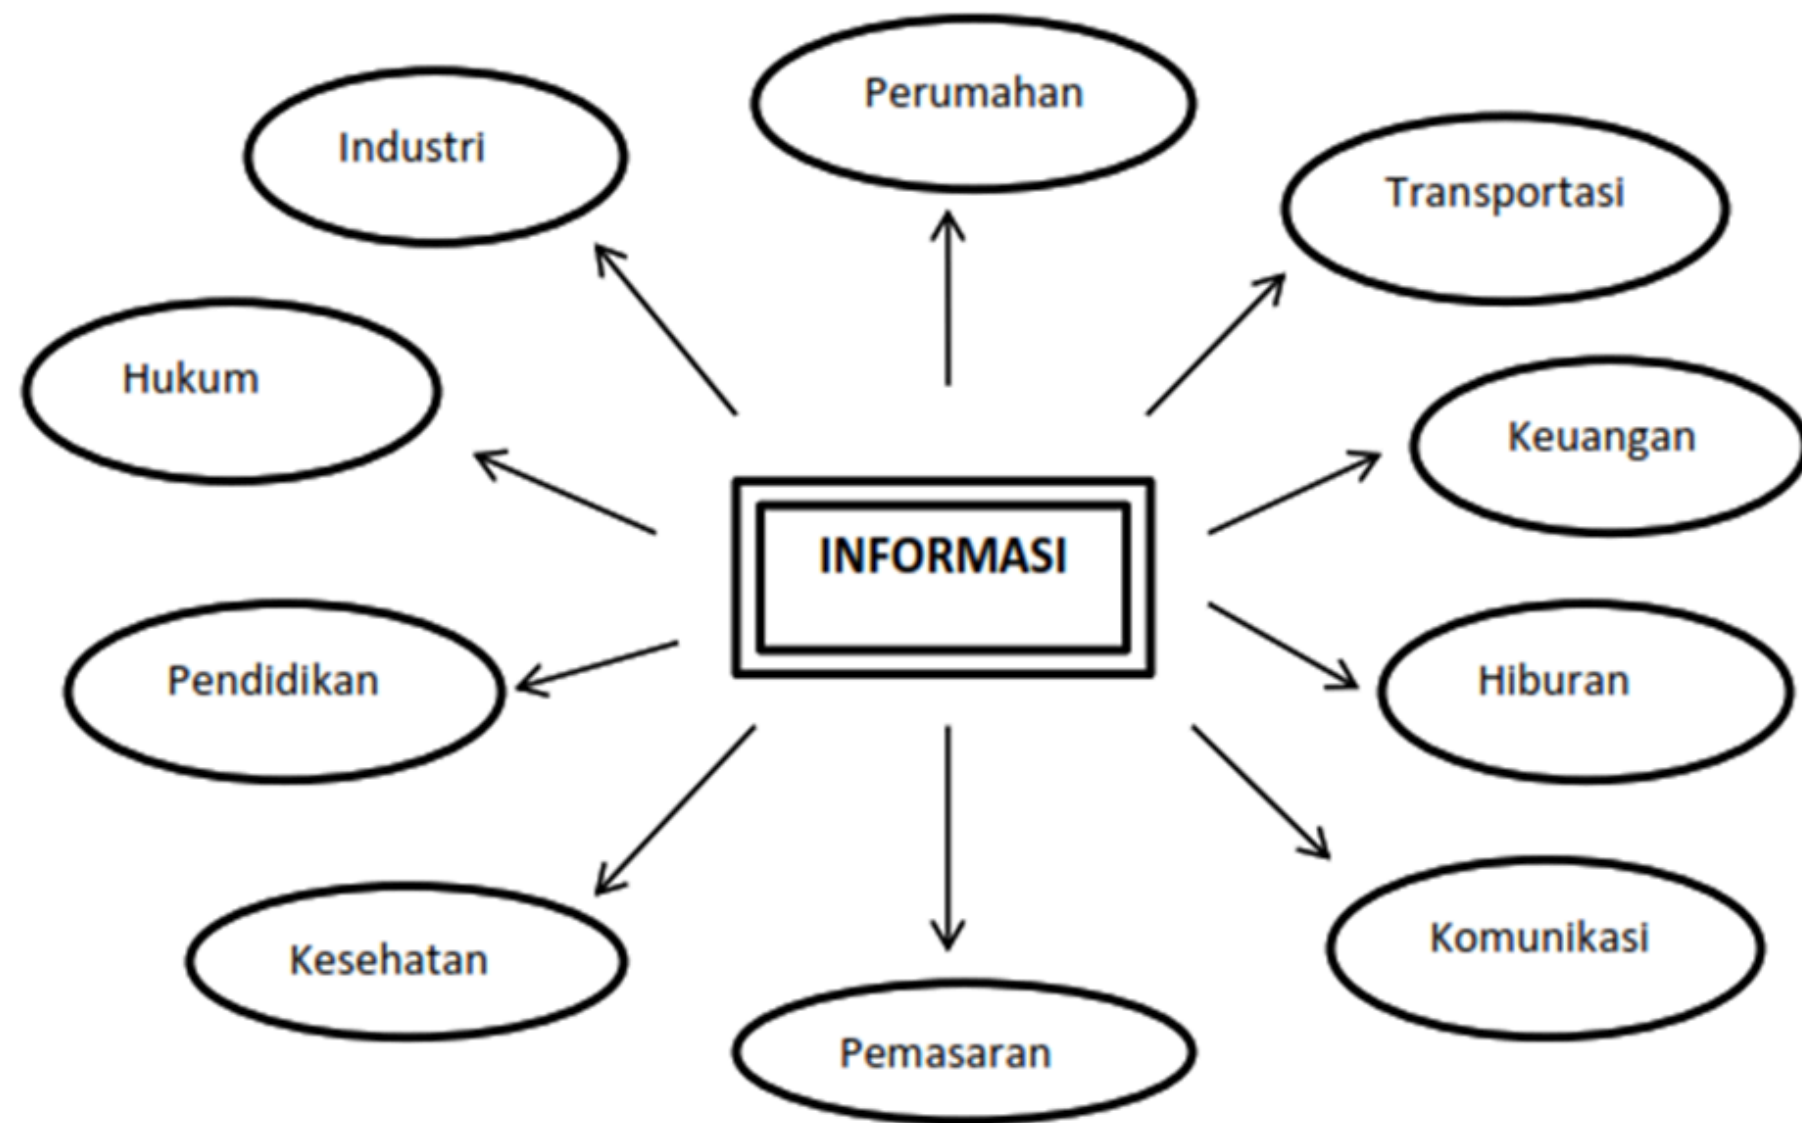 Perumahan
Industri
Transportasi
Hukum
Keuangan
INFORMASI
Pendidikan
Hiburan
Komunikasi
Kesehatan
Pemasaran